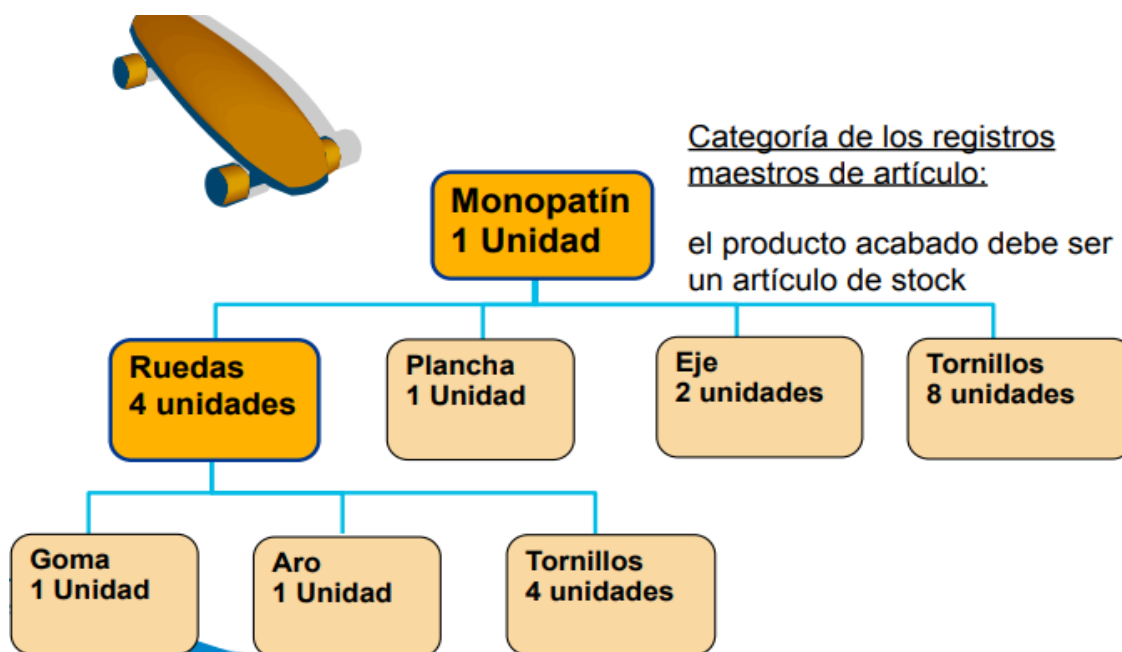 Categoría de los registros
maestros de artículo:
el producto acabado debe ser
un artículo de stock
Monopatín
1 Unidad
Ruedas
4 unidades
Plancha
1 Unidad
Eje
2 unidades
Tornillos
8 unidades
Goma
1 Unidad
Aro
1 Unidad
Tornillos
4 unidades